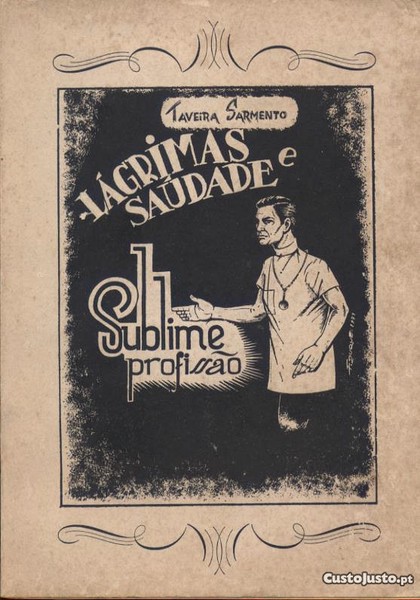 TAVEIRA SARMENTO
LÁGRIMAS e
SAUDADE
Sublime
profissão
CustoJusto.pt